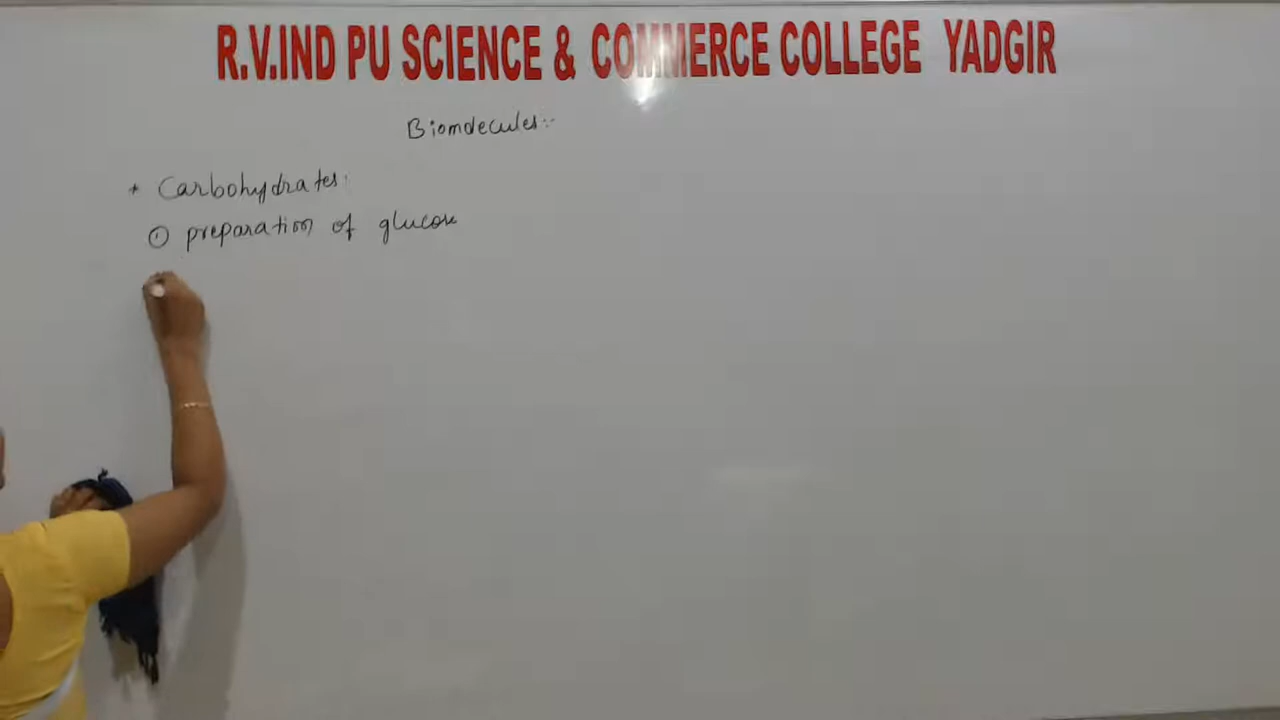 R.V.IND PU SCIENCE & COMMERCE COLLEGE YADGIR
Biomolecules:-
* Carbohydrates:
① preparation of glucose